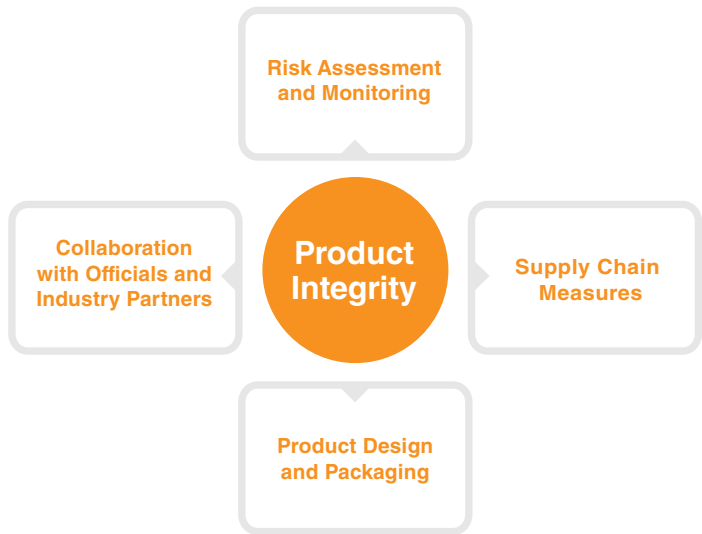 Risk Assessment
and Monitoring
Collaboration
with Officials and
Industry Partners
Product
Integrity
Supply Chain
Measures
Product Design
and Packaging